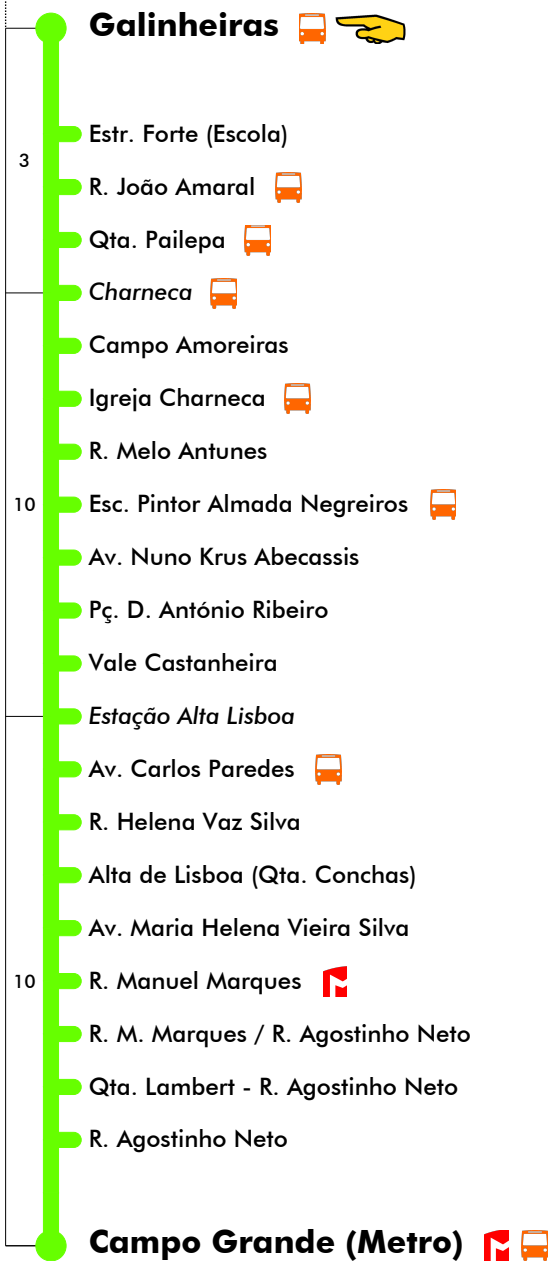 Galinheiras
Estr. Forte (Escola)
3
R. João Amaral
Qta. Pailepa
Charneca
Campo Amoreiras
Igreja Charneca
R. Melo Antunes
10
Esc. Pintor Almada Negreiros
Av. Nuno Krus Abecassis
Pç. D. António Ribeiro
Vale Castanheira
Estação Alta Lisboa
Av. Carlos Paredes
R. Helena Vaz Silva
Alta de Lisboa (Qta. Conchas)
Av. Maria Helena Vieira Silva
10
R. Manuel Marques
R. M. Marques / R. Agostinho Neto
Qta. Lambert - R. Agostinho Neto
R. Agostinho Neto
Campo Grande (Metro)